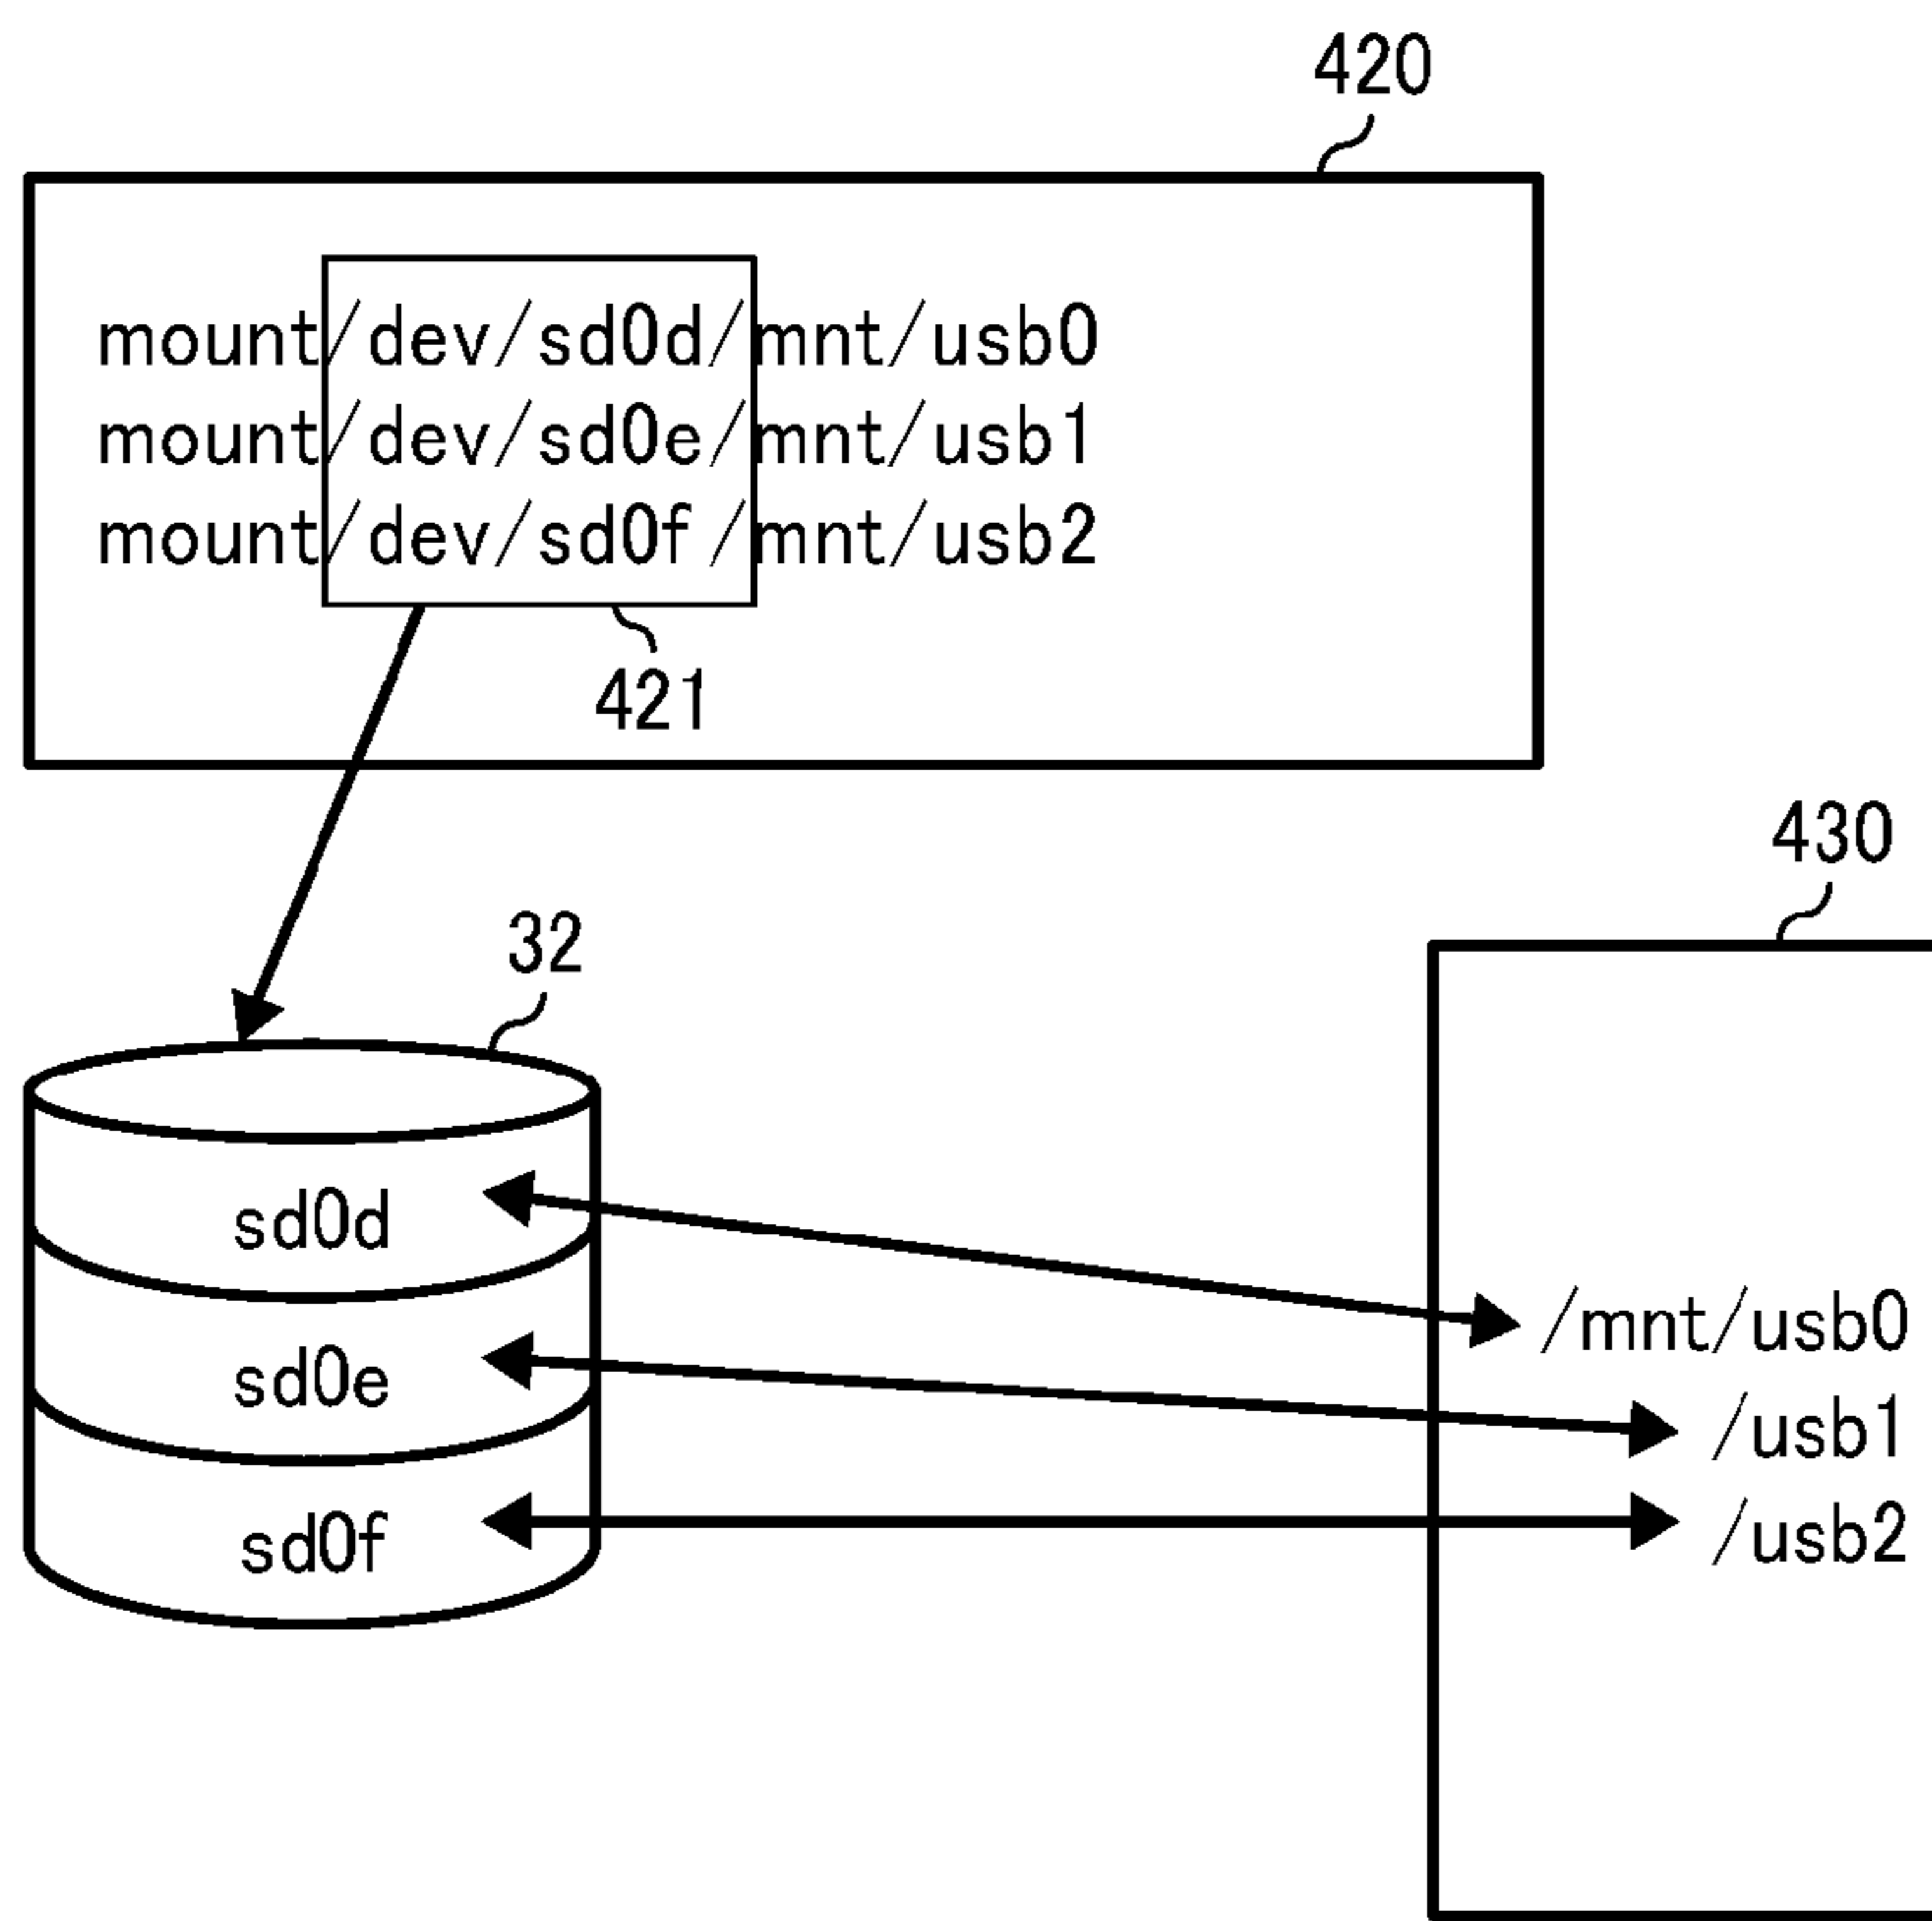 420
mount/dev/sd0d/mnt/usb0
mount/dev/sd0e/mnt/usb1
mount/dev/sd0f/mnt/usb2
421
430
32
sd0d
/mnt/usb0
sd0e
/usb1
sd0f
/usb2